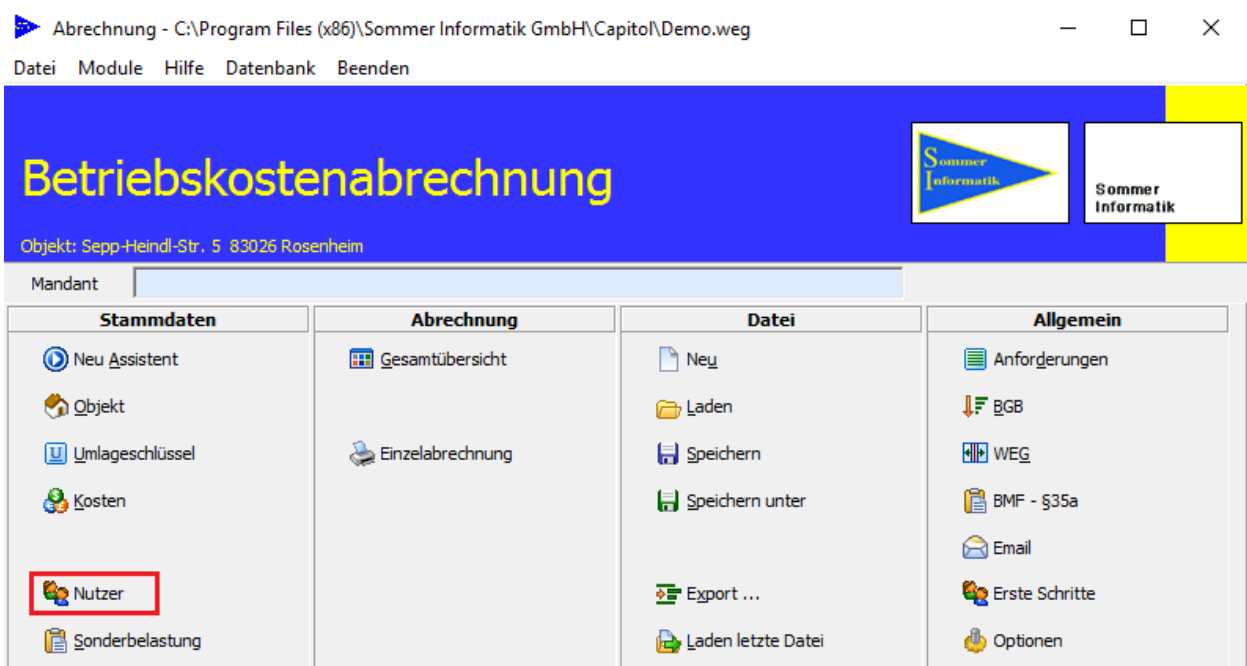 Abrechnung - C:\Program Files (x86)\Sommer Informatik GmbH\Capitol\Demo.weg
Datei Module Hilfe Datenbank Beenden
Betriebskostenabrechnung
Sommer
Informatik
Sommer
Informatik
Objekt: Sepp-Heindl-Str. 5 83026 Rosenheim
Mandant
Stammdaten Abrechnung Datei Allgemein
Neu Assistent Gesamtübersicht Neu Anforderungen
Objekt Laden BGB
U Umlageschlüssel Einzelabrechnung Speichern WEG
Kosten Speichern unter BMF - §35a
Email
Nutzer Export ... Erste Schritte
Sonderbelastung Laden letzte Datei Optionen